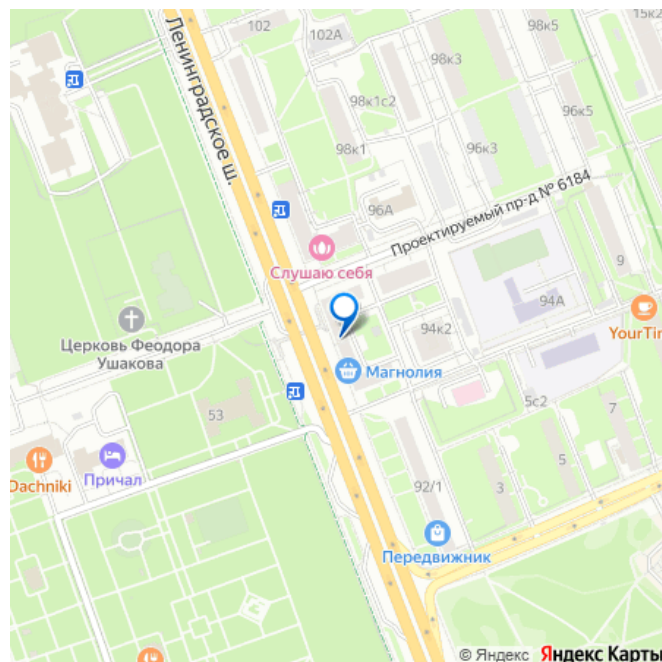 98к5
15к2
102
102А
98к3
Ленинградское ш.
98к1с2
96к5
98к1
96к3
Проектируемый пр-д № 6184
96А
Слушаю себя
9
94А
94к2
YourTin
Церковь Феодора
Ушакова
Магнолия
53
5с2
7
Dachniki
Причал
92/1
3
5
Передвижник
© Яндекс Яндекс Карты